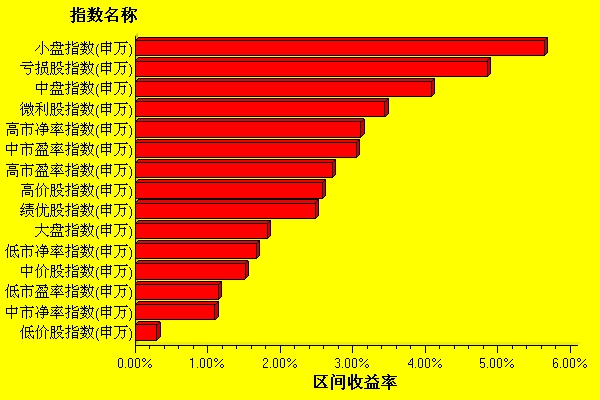 指数名称
小盘指数(申万)
亏损股指数(申万)
中盘指数(申万)
微利股指数(申万)
高市净率指数(申万)
中市盈率指数(申万)
高市盈率指数(申万)
高价股指数(申万)
绩优股指数(申万)
大盘指数(申万)
低市净率指数(申万)
中价股指数(申万)
低市盈率指数(申万)
中市净率指数(申万)
低价股指数(申万)
0.00% 1.00% 2.00% 3.00% 4.00% 5.00% 6.00%
区间收益率